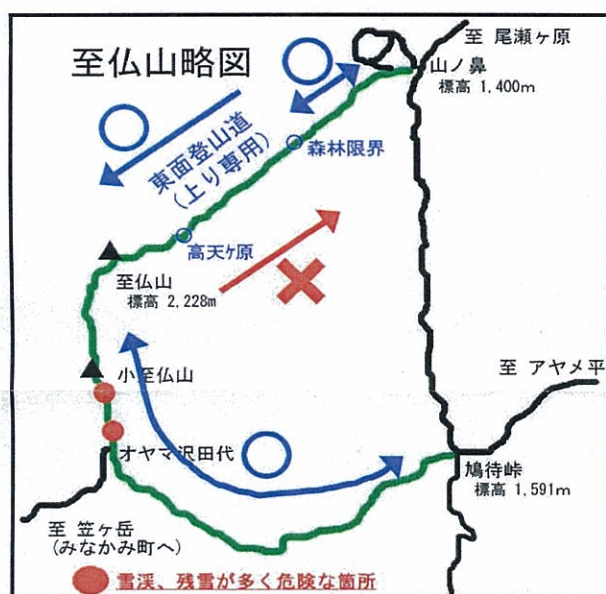 至仏山略図
至 尾瀬ヶ原
山ノ鼻
標高 1,400m
東面登山道
(上り専用)
森林限界
高天ヶ原
至仏山
標高 2,228m
小至仏山
至 アヤメ平
オヤマ沢田代
鳩待峠
標高 1,591m
至 笠ヶ岳
(みなかみ町へ)
雪渓、残雪が多く危険な箇所